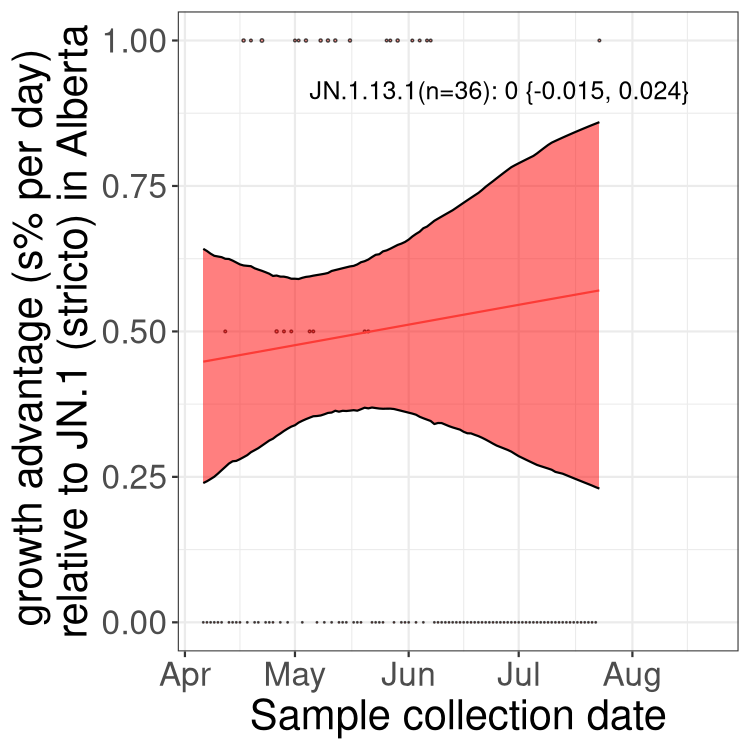 growth advantage (s% per day)
relative to JN.1 (stricto) in Alberta
1.00
0.75
0.50
0.25
0.00
JN.1.13.1(n=36): 0 {-0.015, 0.024}
Apr May Jun Jul Aug
Sample collection date